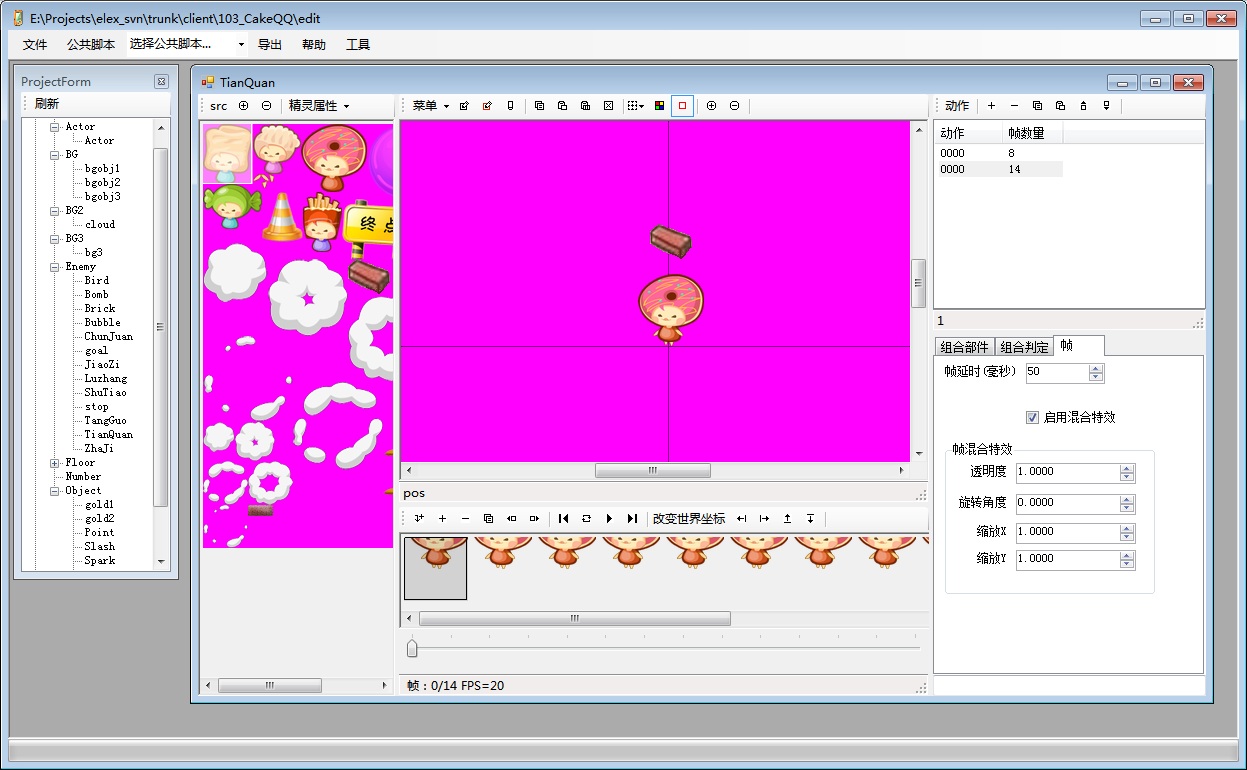 E:\Projects\elex_svn\trunk\client\103_CakeQQ\edit
文件 公共脚本 选择公共脚本... 导出 帮助 工具
ProjectForm
刷新
Actor
Actor
BG
bgobj1
bgobj2
bgobj3
BG2
cloud
BG3
bg3
Enemy
Bird
Bomb
Brick
Bubble
ChunJuan
goal
JiaoZi
Luzhang
ShuTiao
stop
TangGuo
TianQuan
ZhaJi
Floor
Number
Object
gold1
gold2
Point
Slash
Spark
TianQuan
src 精灵属性
终点
菜单
pos
改变世界坐标
帧：0/14 FPS=20
动作
动作 帧数量
0000 8
0000 14
1
组合部件 组合判定 帧
帧延时(毫秒) 50
启用混合特效
帧混合特效
透明度 1.0000
旋转角度 0.0000
缩放X 1.0000
缩放Y 1.0000